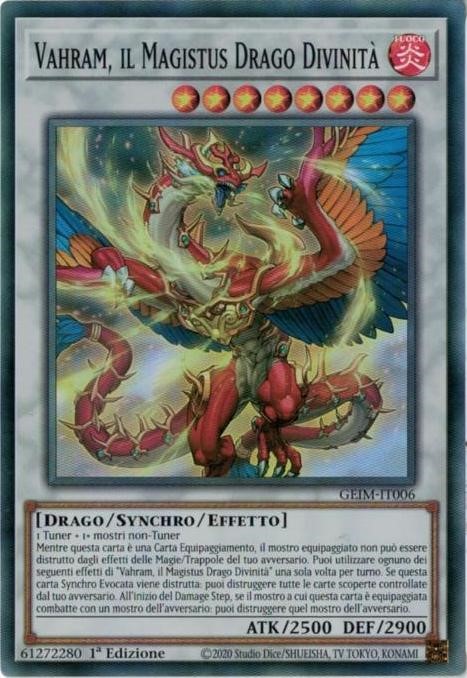 Vahram, il Magistus Drago Divinità
FUOCO
炎
GEIM-IT006
[Drago/Synchro/Effetto]
1 Tuner + 1+ mostri non-Tuner
Mentre questa carta è una Carta Equipaggiamento, il mostro equipaggiato non può essere
distrutto dagli effetti delle Magie/Trappole del tuo avversario. Puoi utilizzare ognuno dei
seguenti effetti di "Vahram, il Magistus Drago Divinità" una sola volta per turno. Se questa
carta Synchro Evocata viene distrutta: puoi distruggere tutte le carte scoperte controllate
dal tuo avversario. All'inizio del Damage Step, se il mostro a cui questa carta è equipaggiata
combatte con un mostro dell'avversario: puoi distruggere quel mostro dell'avversario.
ATK/2500 DEF/2900
61272280 1ª Edizione ©2020 Studio Dice/SHUEISHA, TV TOKYO, KONAMI